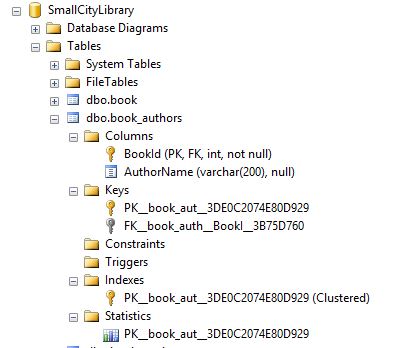 SmallCityLibrary
Database Diagrams
Tables
System Tables
FileTables
dbo.book
dbo.book_authors
Columns
BookId (PK, FK, int, not null)
AuthorName (varchar(200), null)
Keys
PK__book_aut__3DE0C2074E80D929
FK__book_auth__BookI__3B75D760
Constraints
Triggers
Indexes
PK__book_aut__3DE0C2074E80D929 (Clustered)
Statistics
PK__book_aut__3DE0C2074E80D929